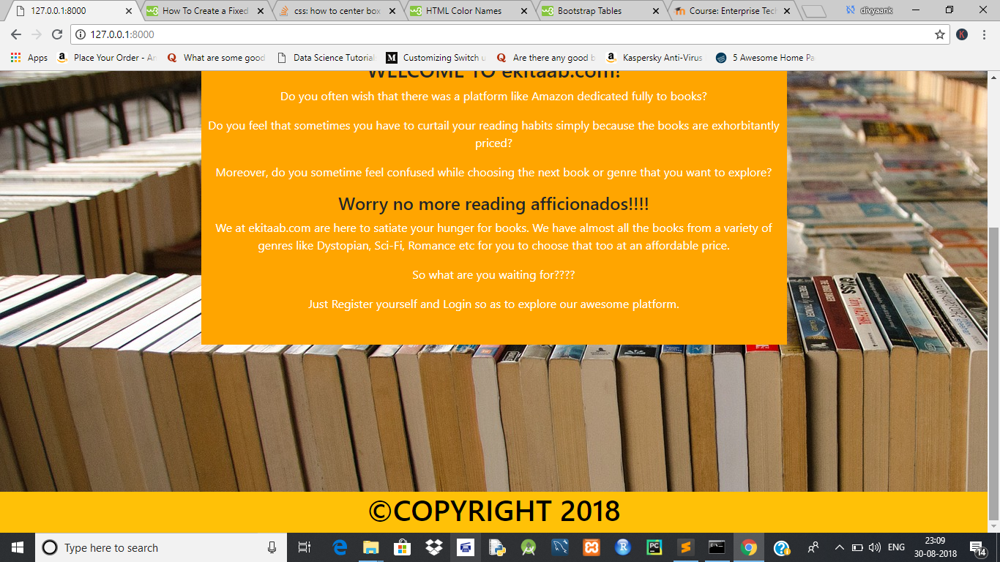 127.0.0.1:8000
How To Create a Fixed
css: how to center box
HTML Color Names
Bootstrap Tables
Course: Enterprise Tec
divyaank
127.0.0.1:8000
K
Apps
Place Your Order - Am
What are some good
Data Science Tutorial
Customizing Switch u
Are there any good b
Kaspersky Anti-Virus
5 Awesome Home Pa
WELCOME TO ekitaab.com!
Do you often wish that there was a platform like Amazon dedicated fully to books?
Do you feel that sometimes you have to curtail your reading habits simply because the books are exhorbitantly
priced?
Moreover, do you sometime feel confused while choosing the next book or genre that you want to explore?
Worry no more reading afficionados!!!!
We at ekitaab.com are here to satiate your hunger for books. We have almost all the books from a variety of
genres like Dystopian, Sci-Fi, Romance etc for you to choose that too at an affordable price.
So what are you waiting for????
Just Register yourself and Login so as to explore our awesome platform.
GLASS
©COPYRIGHT 2018
Type here to search
ENG
23:09
30-08-2018
14